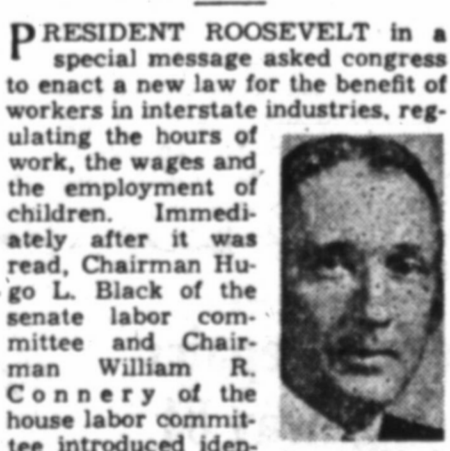 PRESIDENT ROOSEVELT in a
special message asked congress
to enact a new law for the benefit of
workers in interstate industries, reg-
ulating the hours of
work, the wages and
the employment of
children. Immedi-
ately after it was
read, Chairman Hu-
go L. Black of the
senate labor com-
mittee and Chair-
man William R.
Connery of the
house labor commit-
tee introduced iden-